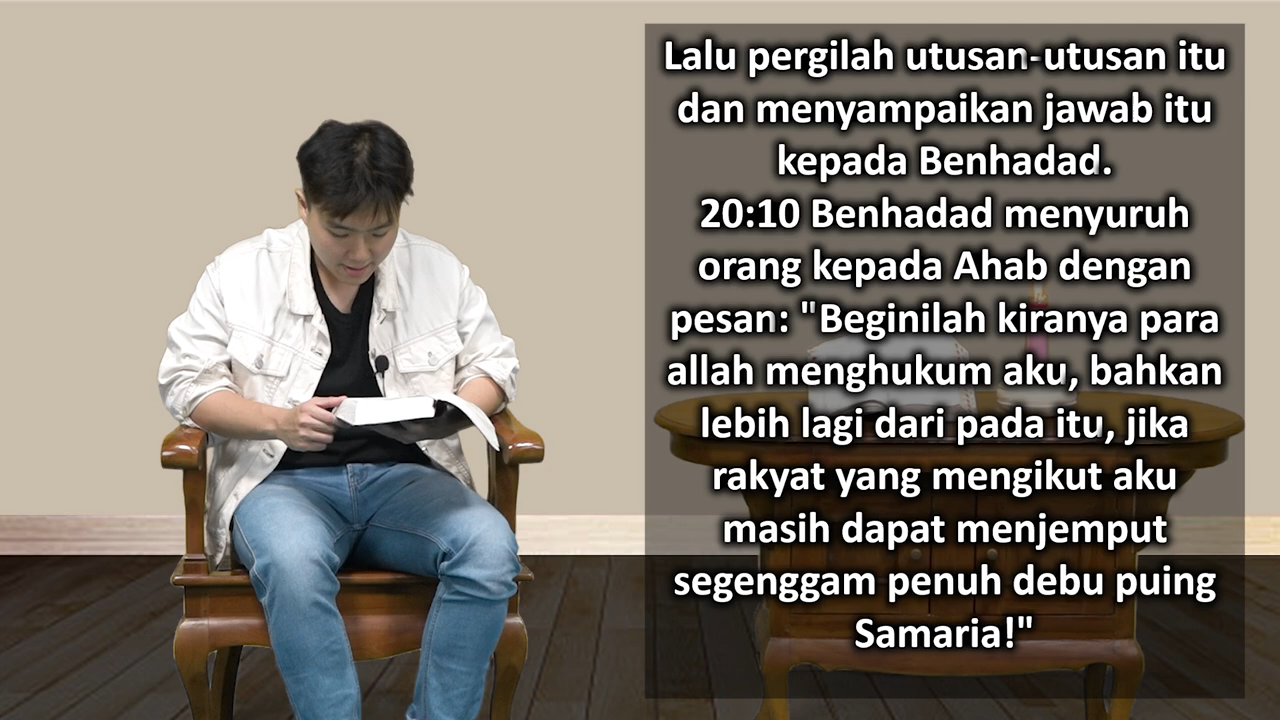 Lalu pergilah utusan-utusan itu
dan menyampaikan jawab itu
kepada Benhadad.
20:10 Benhadad menyuruh
orang kepada Ahab dengan
pesan: "Beginilah kiranya para
allah menghukum aku, bahkan
lebih lagi dari pada itu, jika
rakyat yang mengikut aku
masih dapat menjemput
segenggam penuh debu puing
Samaria!"